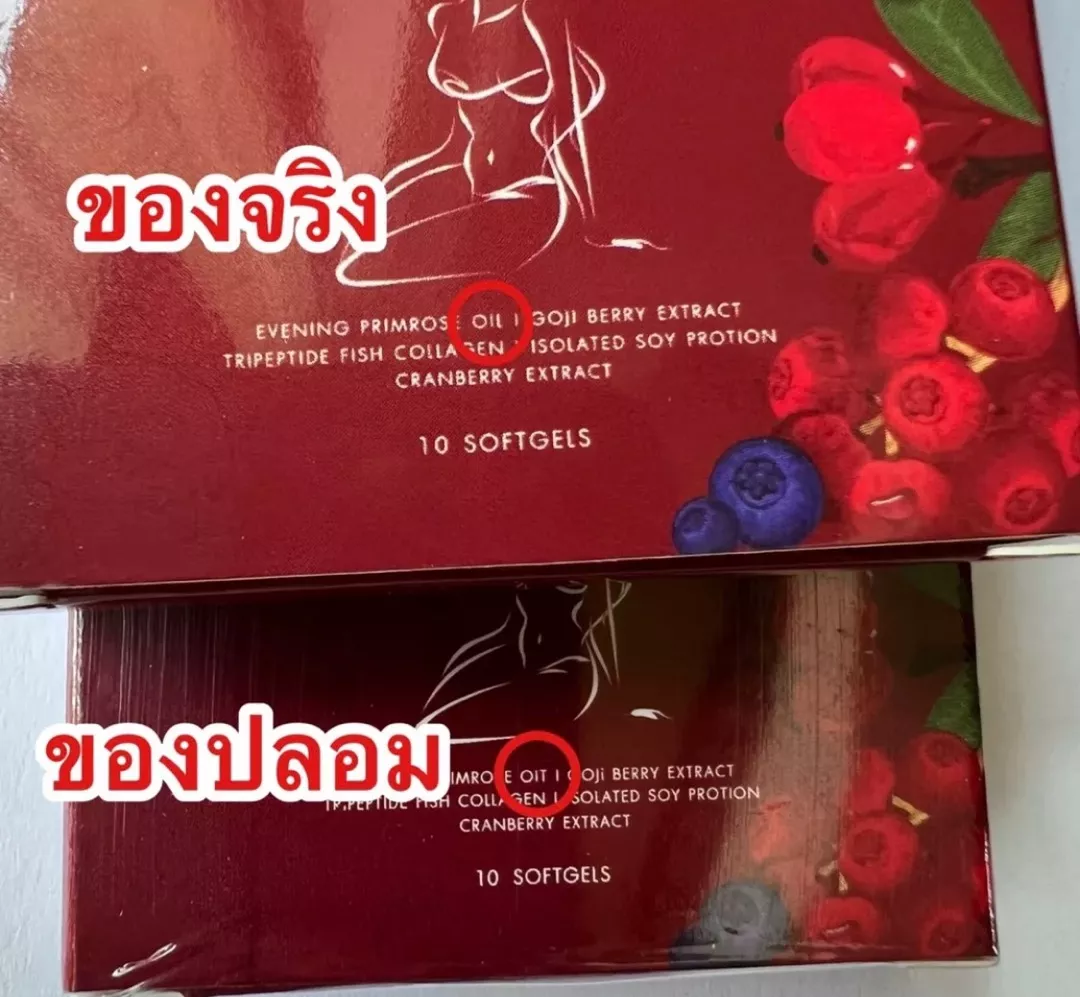 ของจริง
EVENING PRIMROSE OIL | GOJI BERRY EXTRACT
TRIPEPTIDE FISH COLLAGEN | ISOLATED SOY PROTION
CRANBERRY EXTRACT
10 SOFTGELS
ของปลอม
OIT | GOJi BERRY EXTRACT
TRIPEPTIDE FISH COLLAGEN | ISOLATED SOY PROTION
CRANBERRY EXTRACT
10 SOFTGELS